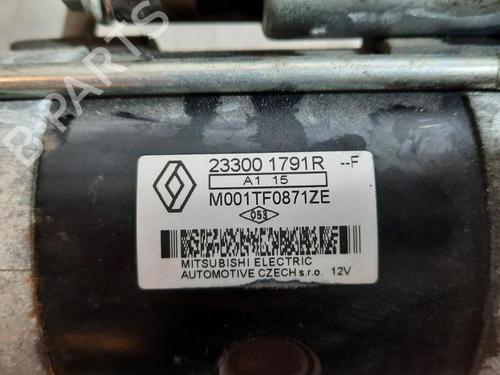 B-PARTS
23300 1791R --F
A1 15
M001TF0871ZE
053
MITSUBISHI ELECTRIC
AUTOMOTIVE CZECH s.r.o. 12V